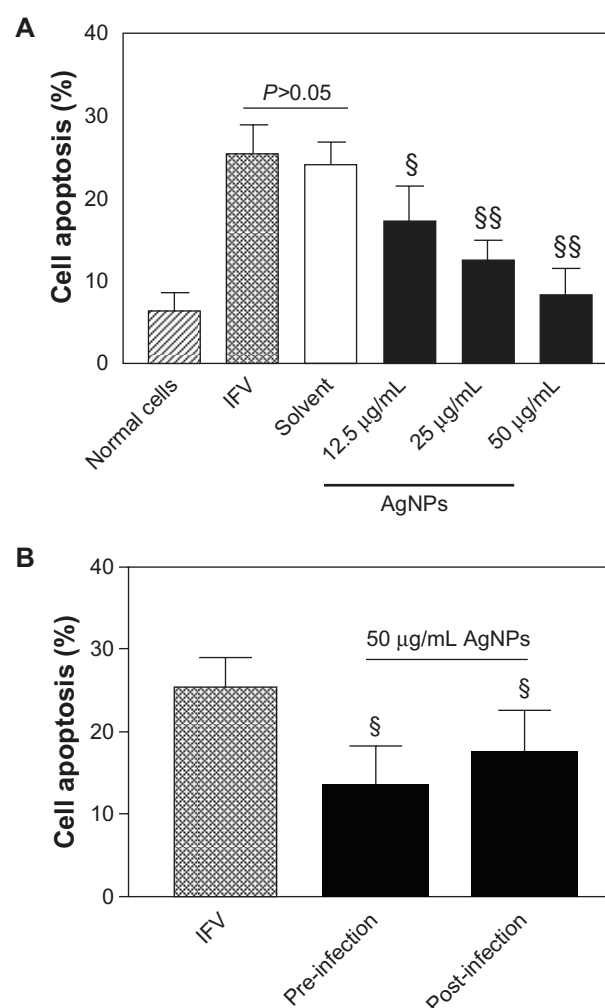 A
Cell apoptosis (%)
40
30
20
10
0
P>0.05
§
§§
§§
Normal cells
IFV
Solvent
12.5 µg/mL
25 µg/mL
50 µg/mL
AgNPs
B
Cell apoptosis (%)
40
30
20
10
0
50 µg/mL AgNPs
§
§
IFV
Pre-infection
Post-infection